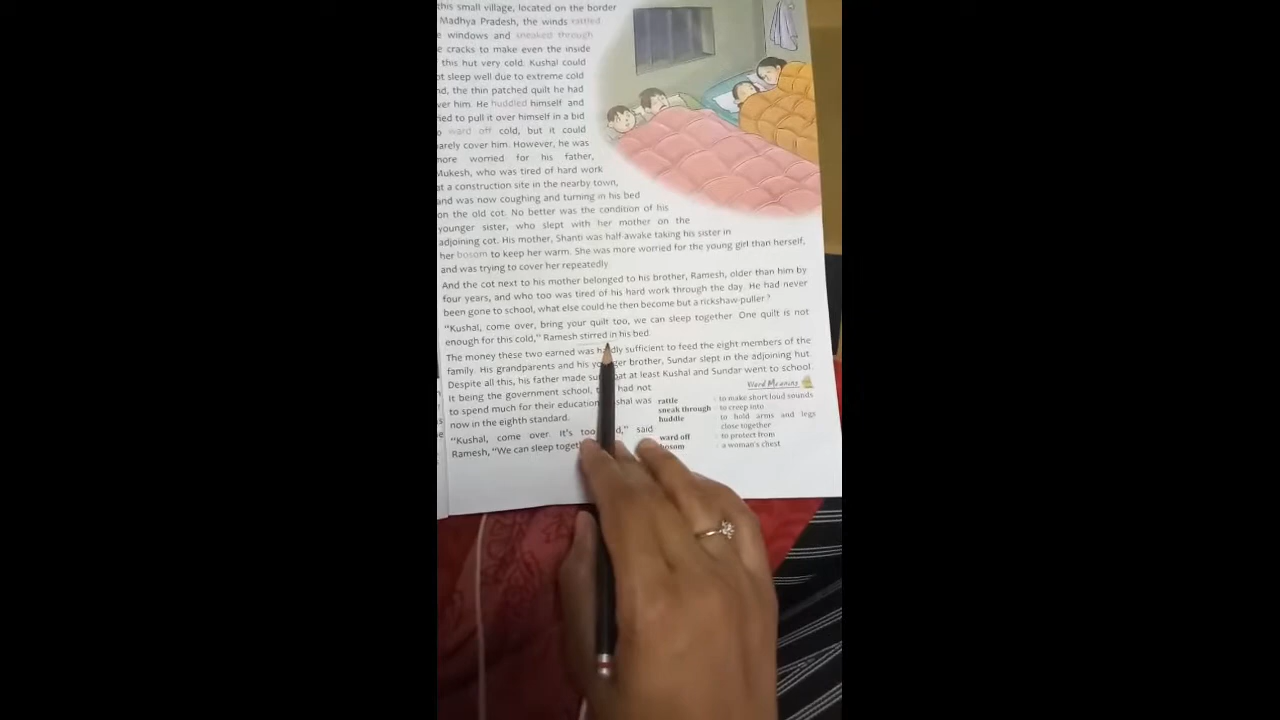 this small village, located on the border
Madhya Pradesh, the winds rattled
windows and sneaked through
cracks to make even the inside
this hut very cold. Kushal could
sleep well due to extreme cold
the thin patched quilt he had
him. He huddled himself and
to pull it over himself in a bid
ward off cold, but it could
him. However, he was
worried for his father,
Mukesh, who was tired of hard work
at a construction site in the nearby town,
and was now coughing and turning in his bed
on the old cot. No better was the condition of his
younger sister, who slept with her mother on the
adjoining cot. His mother, Shanti was half-awake taking his sister in
her bosom to keep her warm. She was more worried for the young girl than herself,
and was trying to cover her repeatedly.
And the cot next to his mother belonged to his brother, Ramesh, older than him by
four years, and who too was tired of his hard work through the day. He had never
been gone to school, what else could he then become but a rickshaw-puller?
"Kushal, come over, bring your quilt too, we can sleep together. One quilt is not
enough for this cold," Ramesh stirred in his bed.
The money these two earned was hardly sufficient to feed the eight members of the
family. His grandparents and his younger brother, Sundar slept in the adjoining hut
Despite all this, his father made at least Kushal and Sundar went to school
It being the government school, had not
to spend much for their education was
now in the eighth standard.
"Kushal, come over. It's too said
Ramesh, "We can sleep
Word Meaning
rattle : to make short loud sounds
sneak through : to creep into
huddle : to hold arms and legs
close together
ward off : to protect from
bosom : a woman's chest